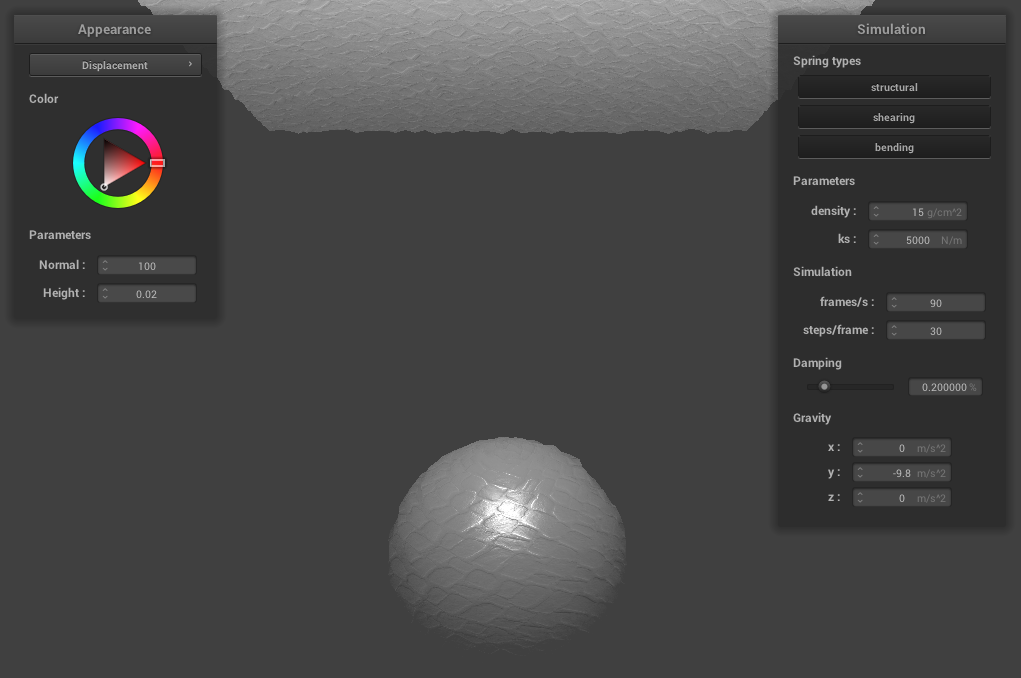 Appearance
Displacement
Color
Parameters
Normal : 100
Height : 0.02
Simulation
Spring types
structural
shearing
bending
Parameters
density : 15 g/cm^2
ks : 5000 N/m
Simulation
frames/s : 90
steps/frame : 30
Damping
0.200000 %
Gravity
x : 0 m/s^2
y : -9.8 m/s^2
z : 0 m/s^2